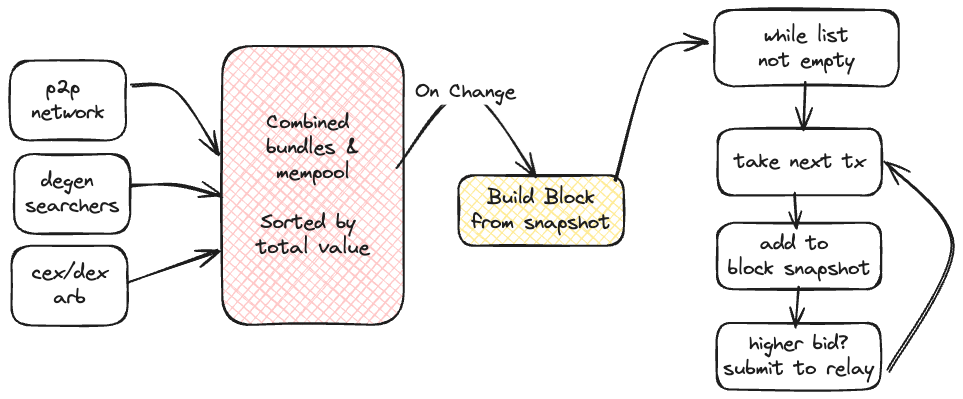 p2p
network
degen
searchers
cex/dex
arb
Combined
bundles &
mempool
Sorted by
total value
On Change
Build Block
from snapshot
while list
not empty
take next tx
add to
block snapshot
higher bid?
submit to relay